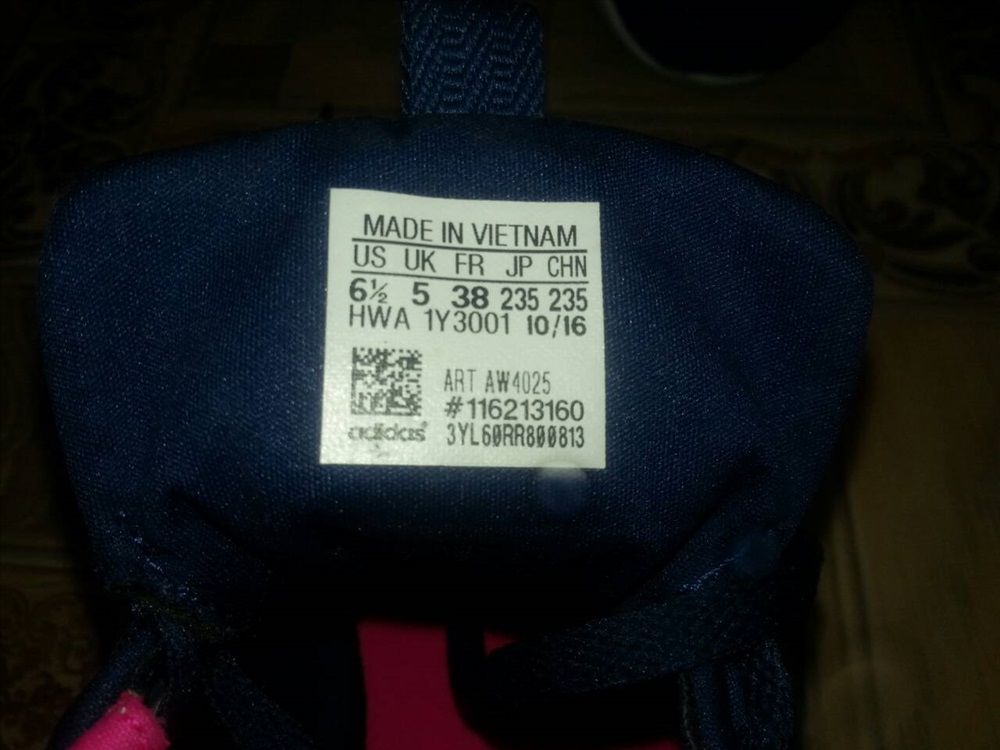 MADE IN VIETNAM
US UK FR JP CHN
6½ 5 38 235 235
HWA 1Y3001 10/16
ART AW4025
#116213160
adidas 3YL60RR800813